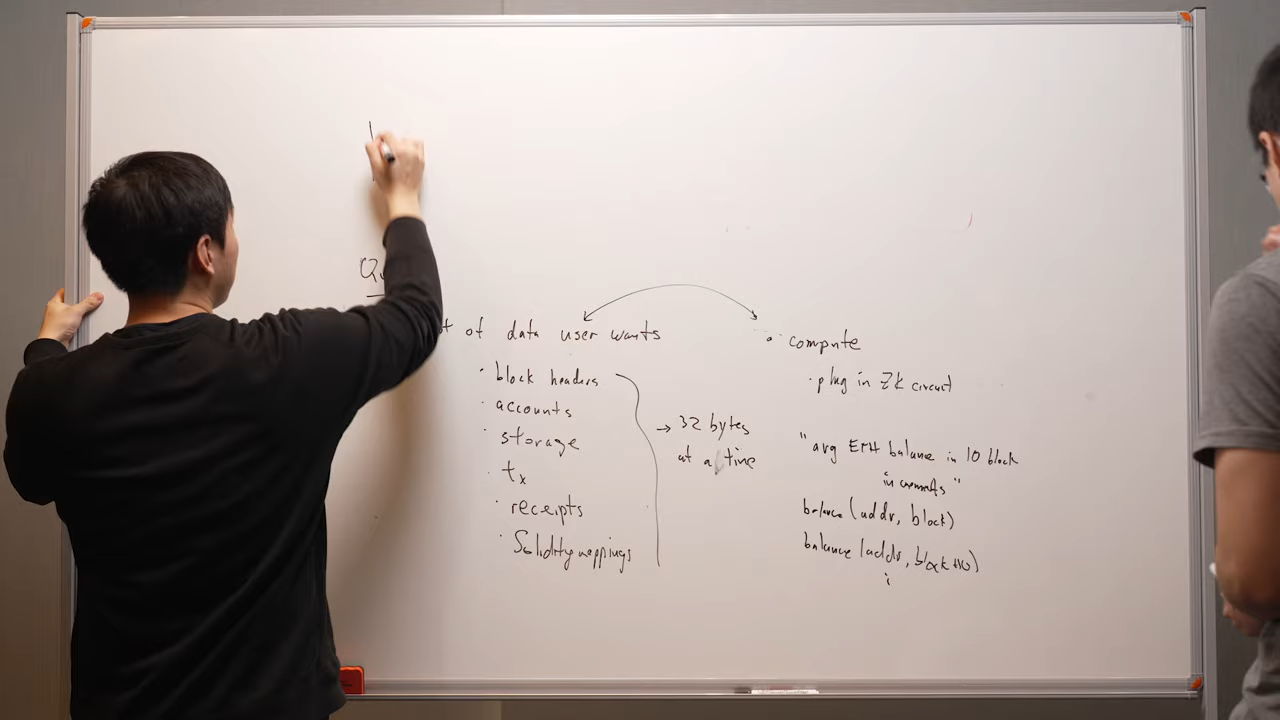 of data user wants
· block headers
· accounts
· storage
· tx
· receipts
· Solidity mappings
→ 32 bytes
at a time
· compute
· plug in ZK circuit
"avg ETH balance in 10 block
increments"
balance (addr, block)
balance (addr, block+10)